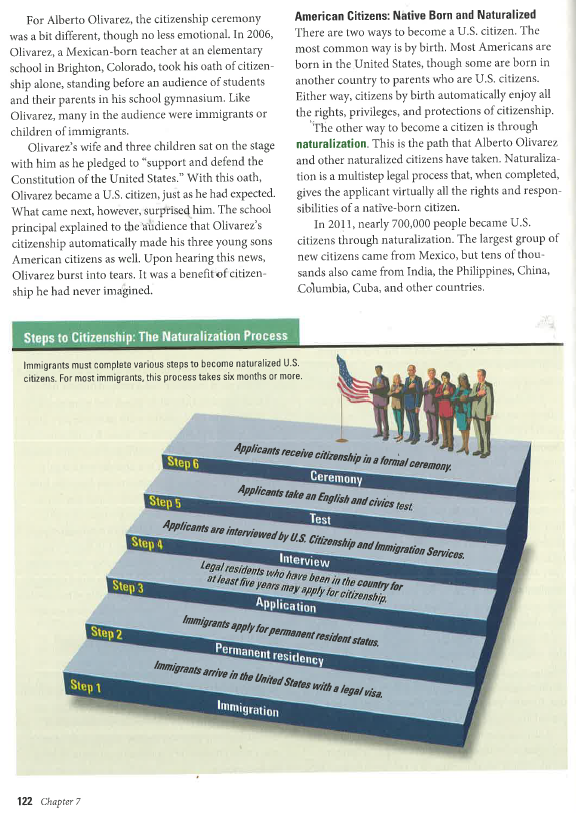 For Alberto Olivarez, the citizenship ceremony
was a bit different, though no less emotional. In 2006,
Olivarez, a Mexican-born teacher at an elementary
school in Brighton, Colorado, took his oath of citizen-
ship alone, standing before an audience of students
and their parents in his school gymnasium. Like
Olivarez, many in the audience were immigrants or
children of immigrants.
Olivarez's wife and three children sat on the stage
with him as he pledged to "support and defend the
Constitution of the United States." With this oath,
Olivarez became a U.S. citizen, just as he had expected.
What came next, however, surprised him. The school
principal explained to the audience that Olivarez's
citizenship automatically made his three young sons
American citizens as well. Upon hearing this news,
Olivarez burst into tears. It was a benefit of citizen-
ship he had never imagined.
American Citizens: Native Born and Naturalized
There are two ways to become a U.S. citizen. The
most common way is by birth. Most Americans are
born in the United States, though some are born in
another country to parents who are U.S. citizens.
Either way, citizens by birth automatically enjoy all
the rights, privileges, and protections of citizenship.
The other way to become a citizen is through
naturalization. This is the path that Alberto Olivarez
and other naturalized citizens have taken. Naturaliza-
tion is a multistep legal process that, when completed,
gives the applicant virtually all the rights and respon-
sibilities of a native-born citizen.
In 2011, nearly 700,000 people became U.S.
citizens through naturalization. The largest group of
new citizens came from Mexico, but tens of thou-
sands also came from India, the Philippines, China,
Columbia, Cuba, and other countries.
Steps to Citizenship: The Naturalization Process
Immigrants must complete various steps to become naturalized U.S.
citizens. For most immigrants, this process takes six months or more.
Applicants receive citizenship in a formal ceremony.
Step 6
Ceremony
Applicants take an English and civics test.
Step 5
Test
Applicants are interviewed by U.S. Citizenship and Immigration Services.
Step 4
Interview
Legal residents who have been in the country for
at least five years may apply for citizenship.
Step 3
Application
Immigrants apply for permanent resident status.
Step 2
Permanent residency
Immigrants arrive in the United States with a legal visa.
Step 1
Immigration
122 Chapter 7